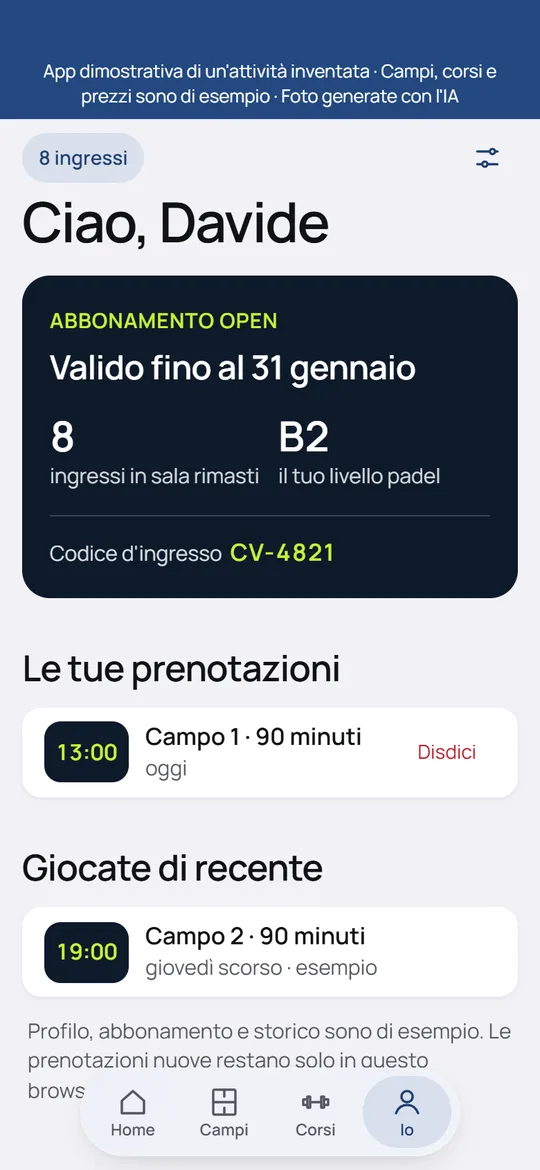 App dimostrativa di un'attività inventata · Campi, corsi e
prezzi sono di esempio · Foto generate con l'IA
8 ingressi
Ciao, Davide
ABBONAMENTO OPEN
Valido fino al 31 gennaio
8
ingressi in sala rimasti
B2
il tuo livello padel
Codice d'ingresso CV-4821
Le tue prenotazioni
13:00
Campo 1 · 90 minuti
oggi
Disdici
Giocate di recente
19:00
Campo 2 · 90 minuti
giovedì scorso · esempio
Profilo, abbonamento e storico sono di esempio. Le
prenotazioni nuove restano solo in questo
brows
Home
Campi
Corsi
Io